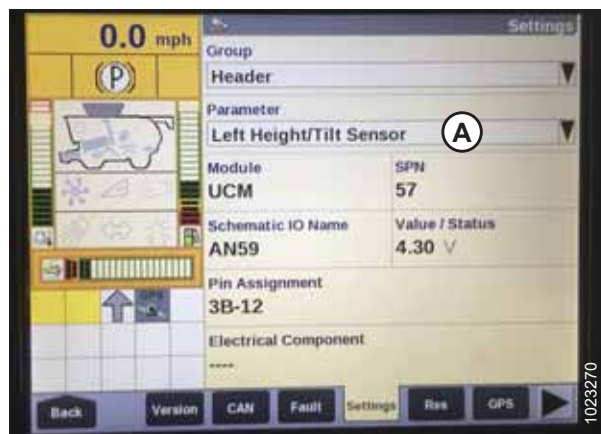 0.0 mph
(P)
Settings
Group
Header
Parameter
Left Height/Tilt Sensor
A
Module
UCM
SPN
57
Schematic IO Name
AN59
Value / Status
4.30 V
Pin Assignment
3B-12
Electrical Component
----
Back
Version
CAN
Fault
Settings
Res
GPS
1023270